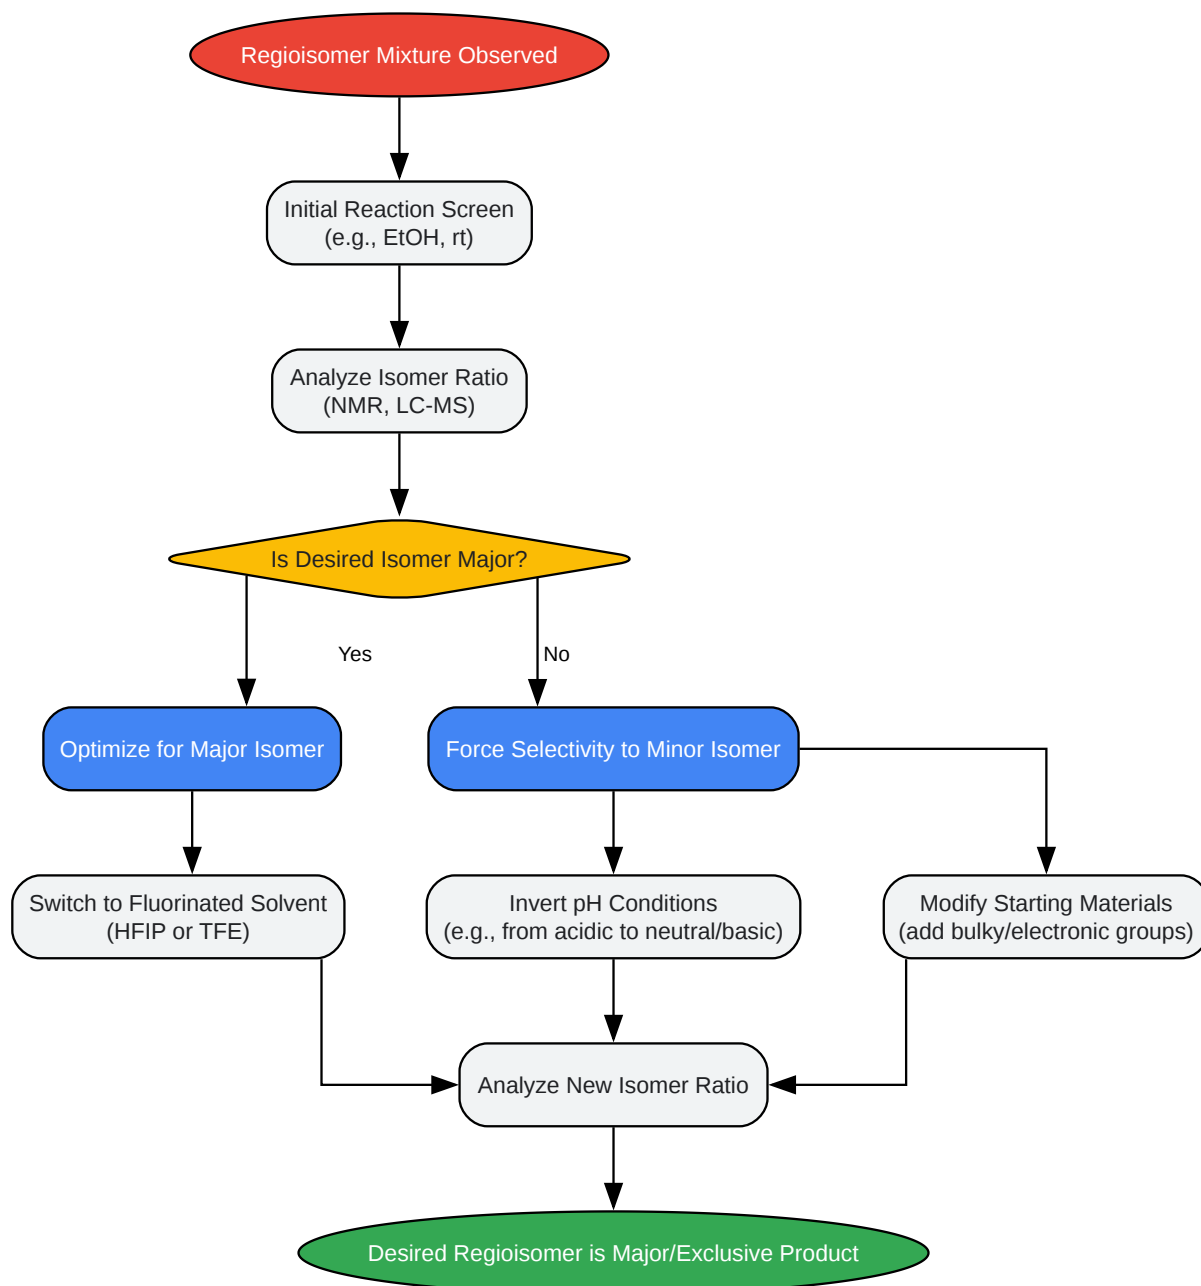 Regioisomer Mixture Observed
Initial Reaction Screen
(e.g., EtOH, rt)
Analyze Isomer Ratio
(NMR, LC-MS)
Is Desired Isomer Major?
Yes
No
Optimize for Major Isomer
Force Selectivity to Minor Isomer
Switch to Fluorinated Solvent
(HFIP or TFE)
Invert pH Conditions
(e.g., from acidic to neutral/basic)
Modify Starting Materials
(add bulky/electronic groups)
Analyze New Isomer Ratio
Desired Regioisomer is Major/Exclusive Product